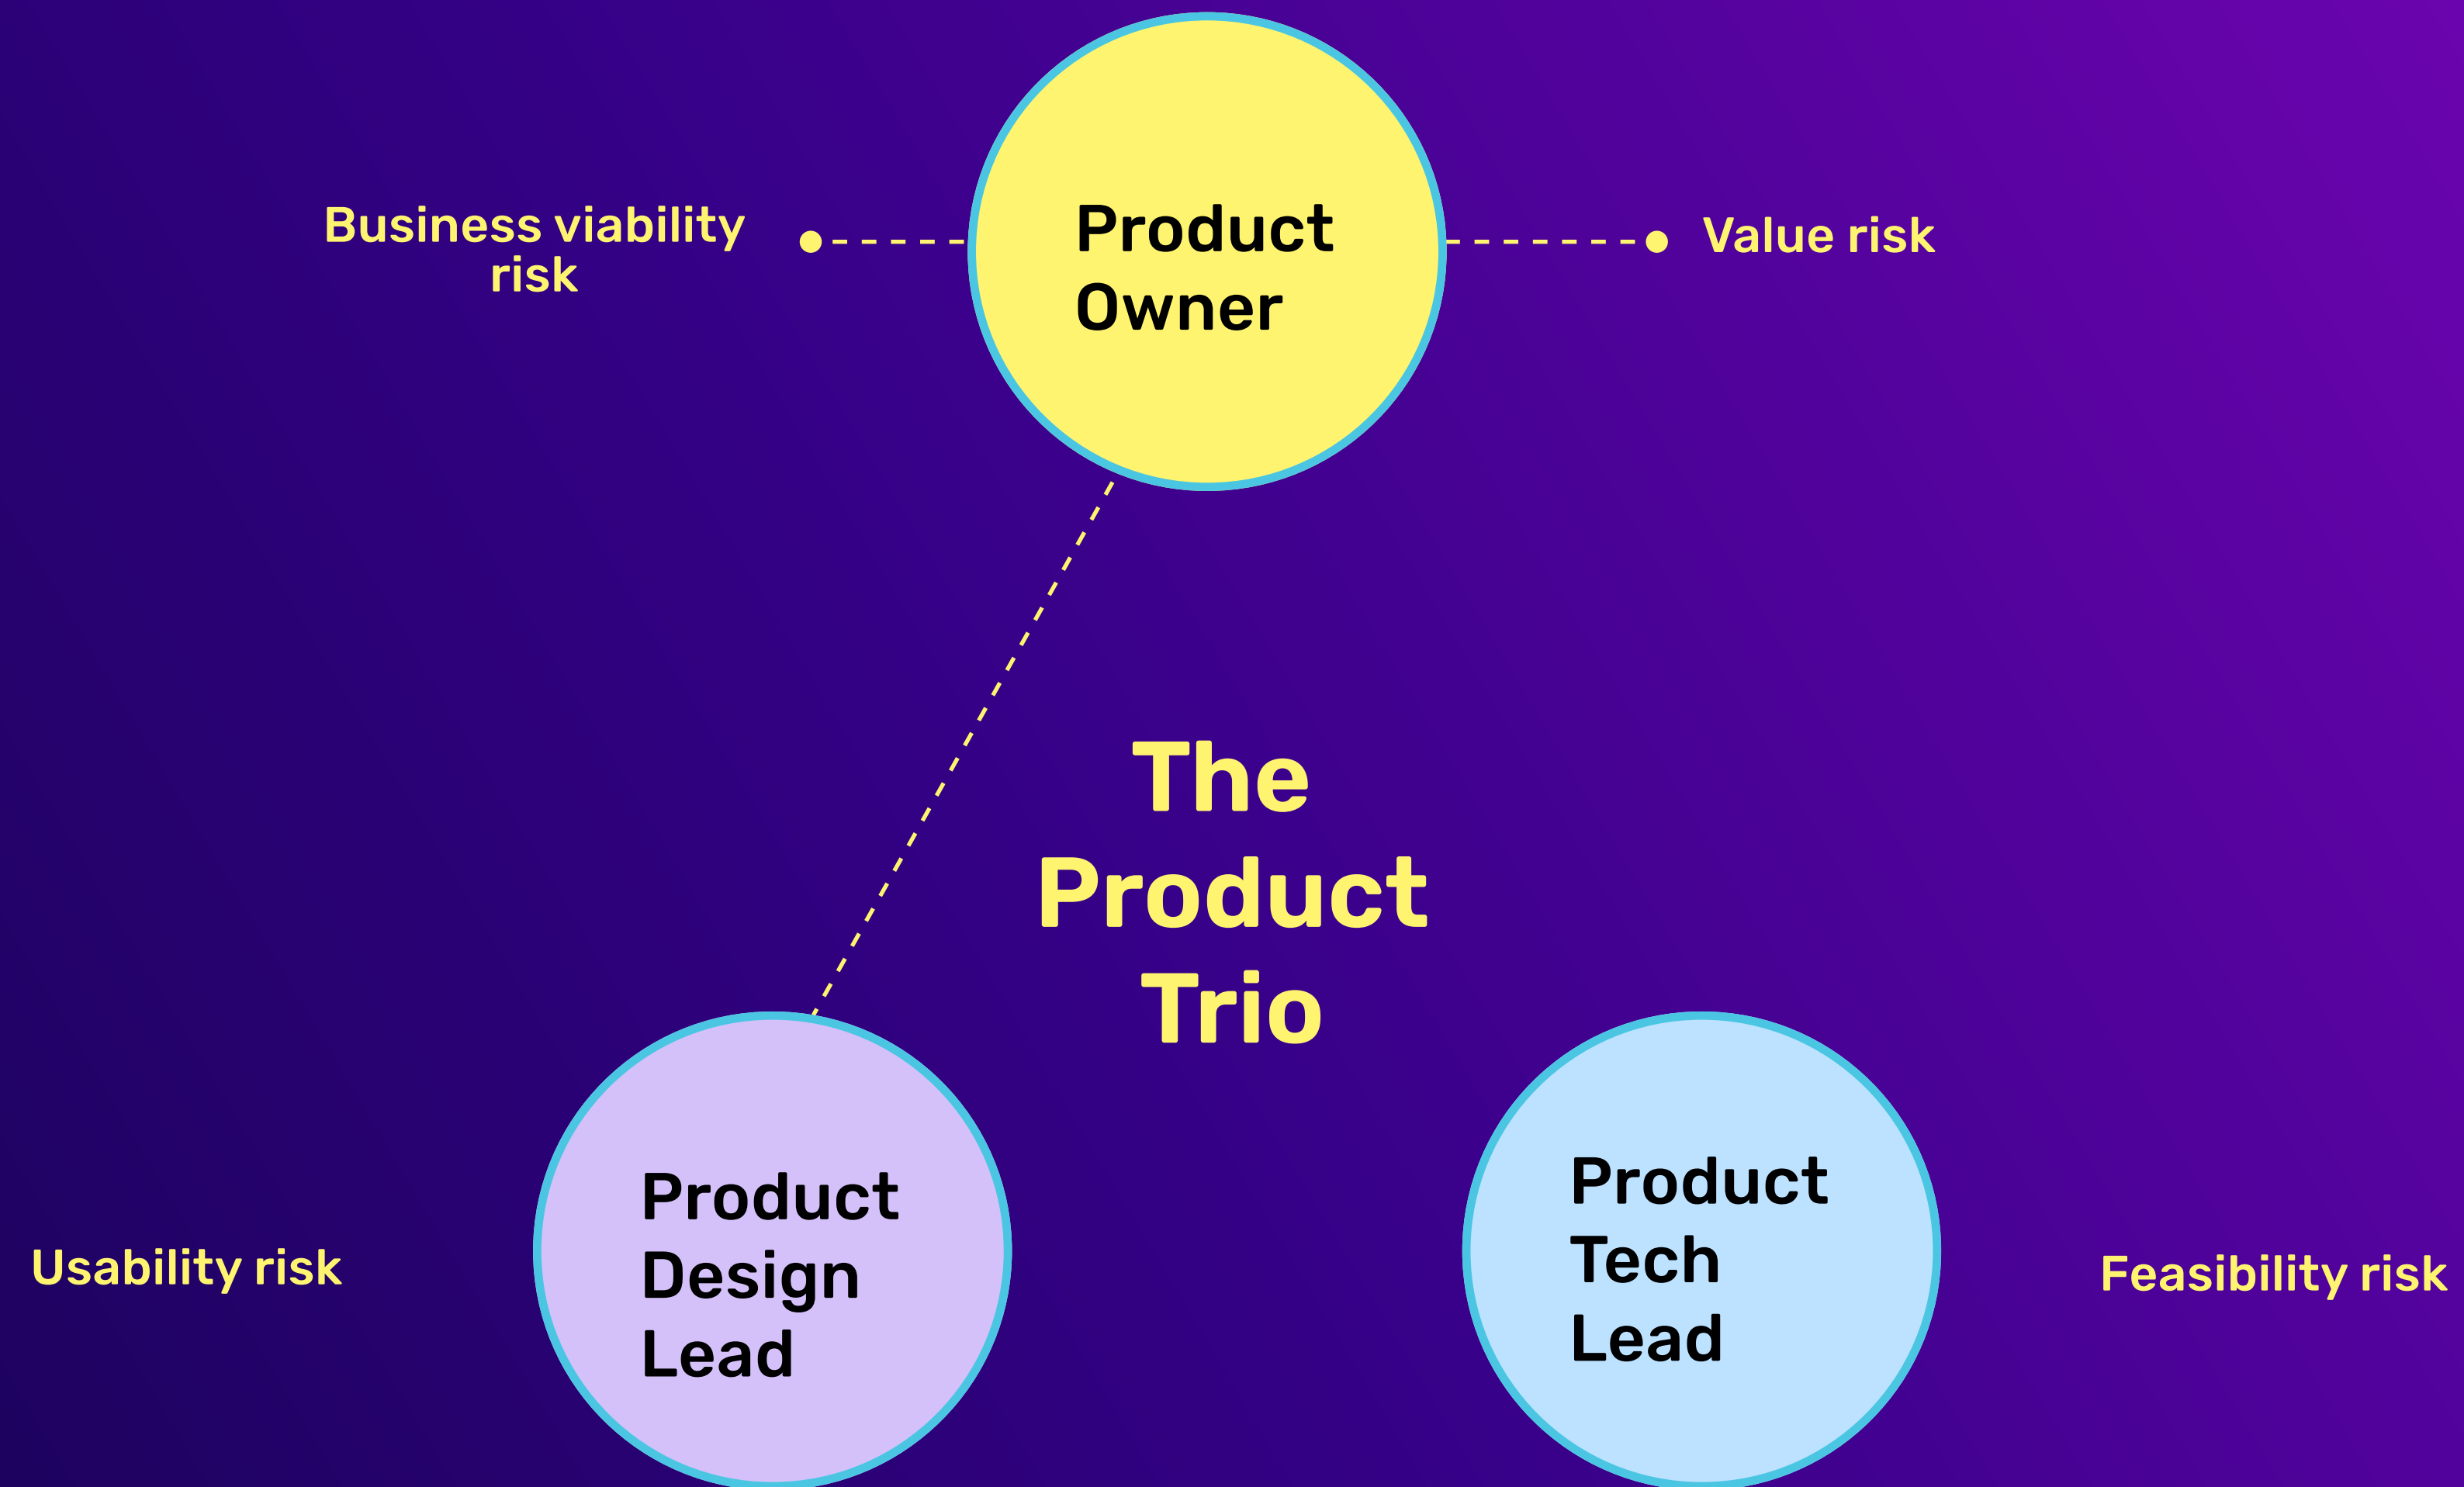 Business viability
risk
Product
Owner
Value risk
The
Product
Trio
Usability risk
Product
Design
Lead
Product
Tech
Lead
Feasibility risk